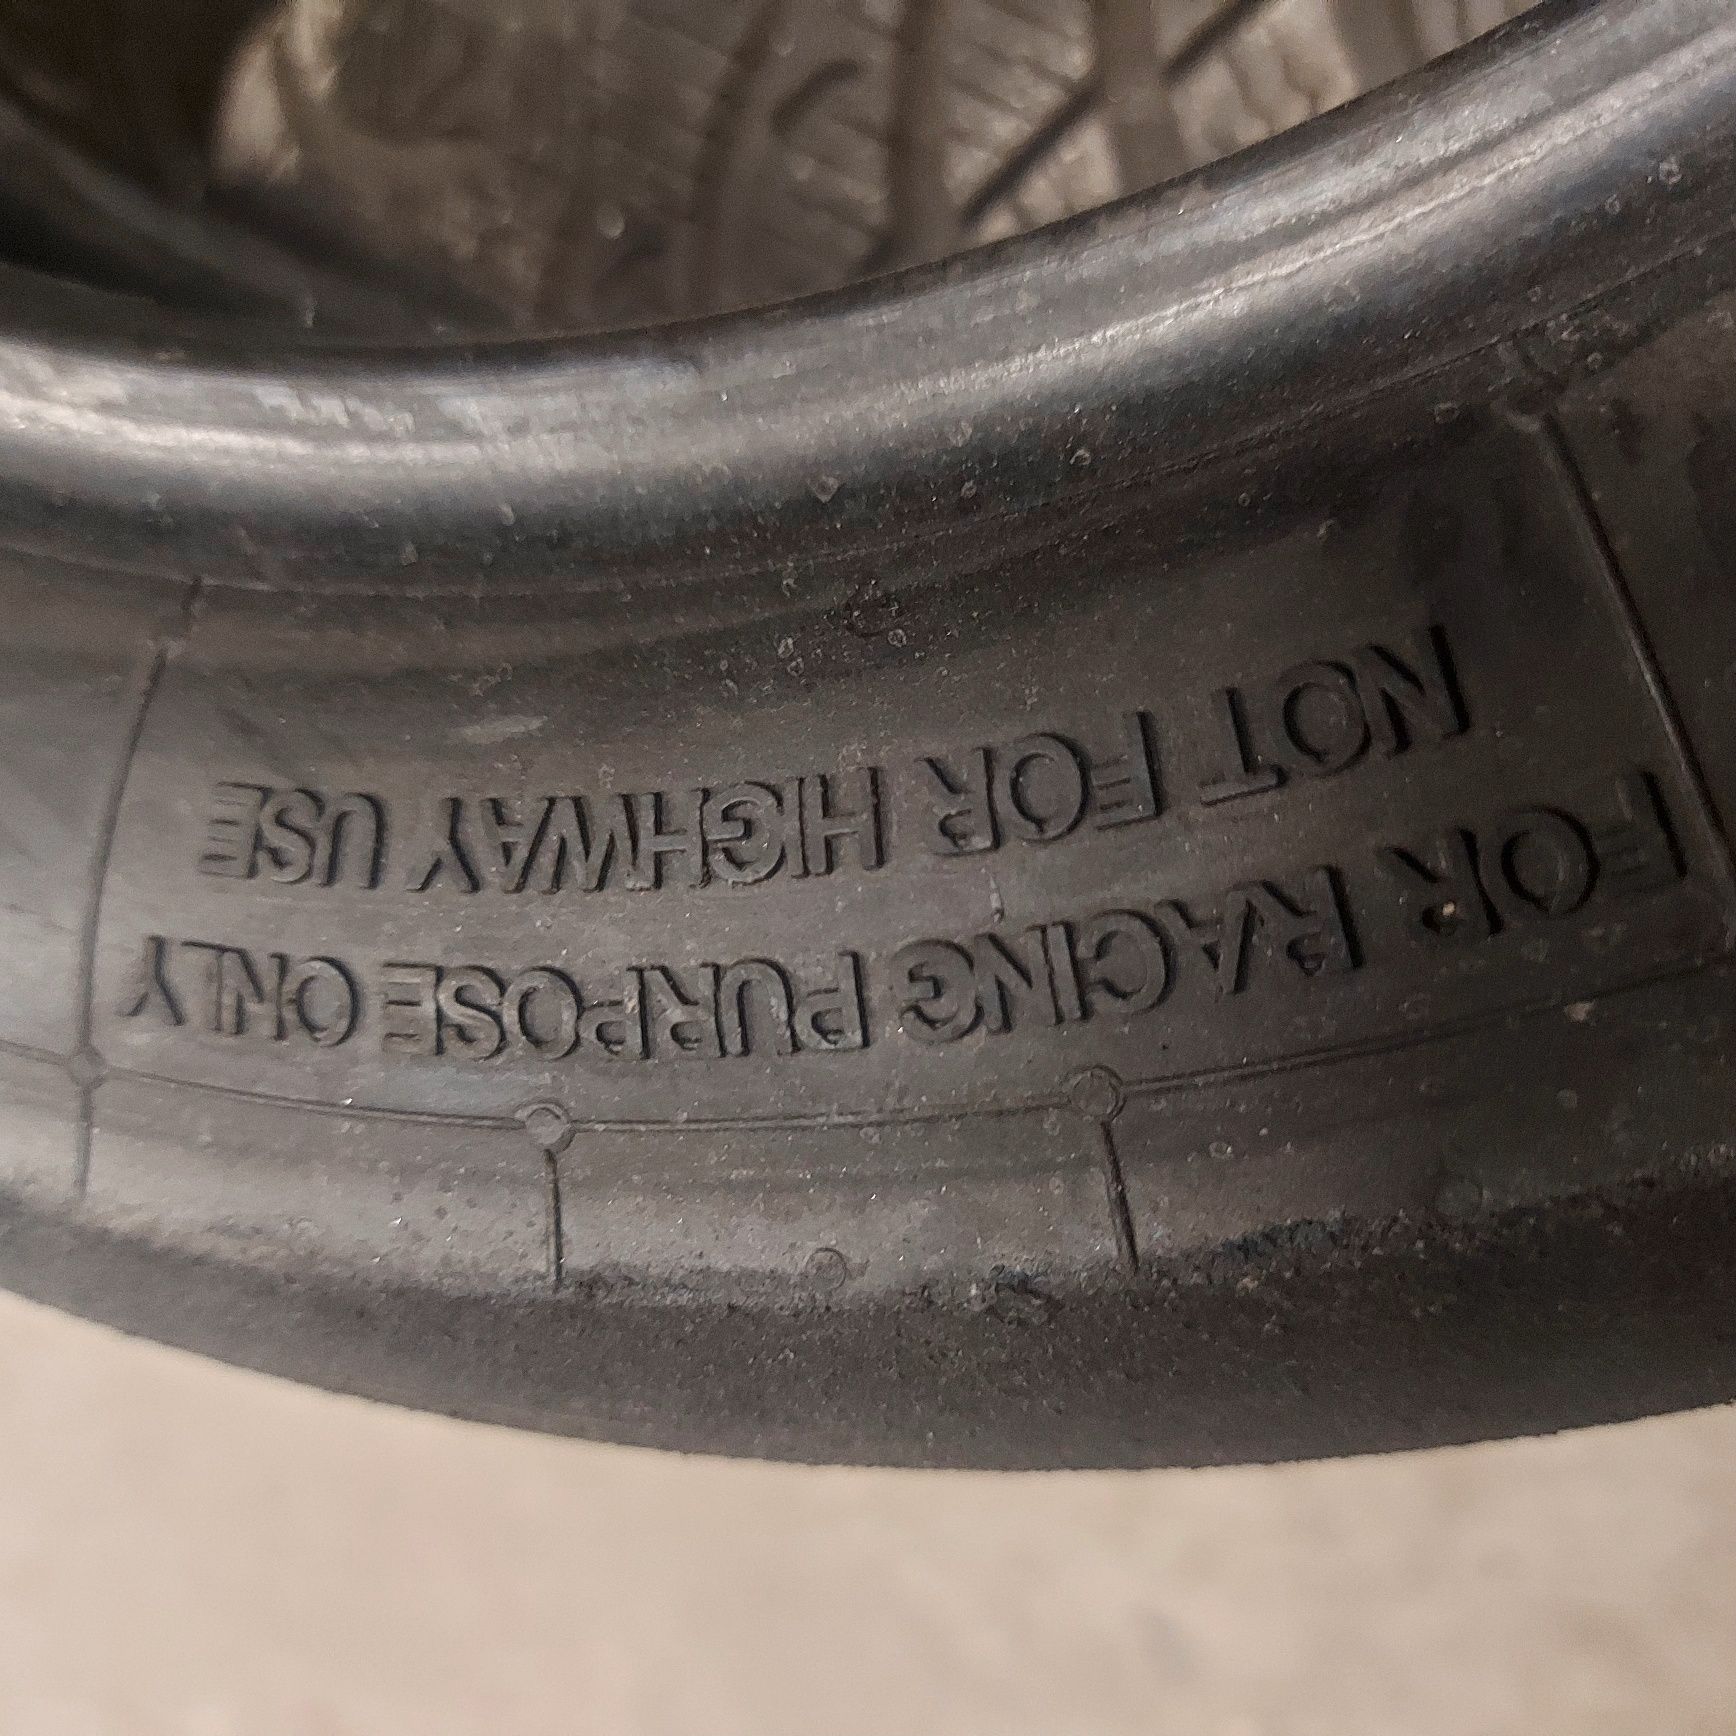 FOR RACING PURPOSE ONLY
NOT FOR HIGHWAY USE